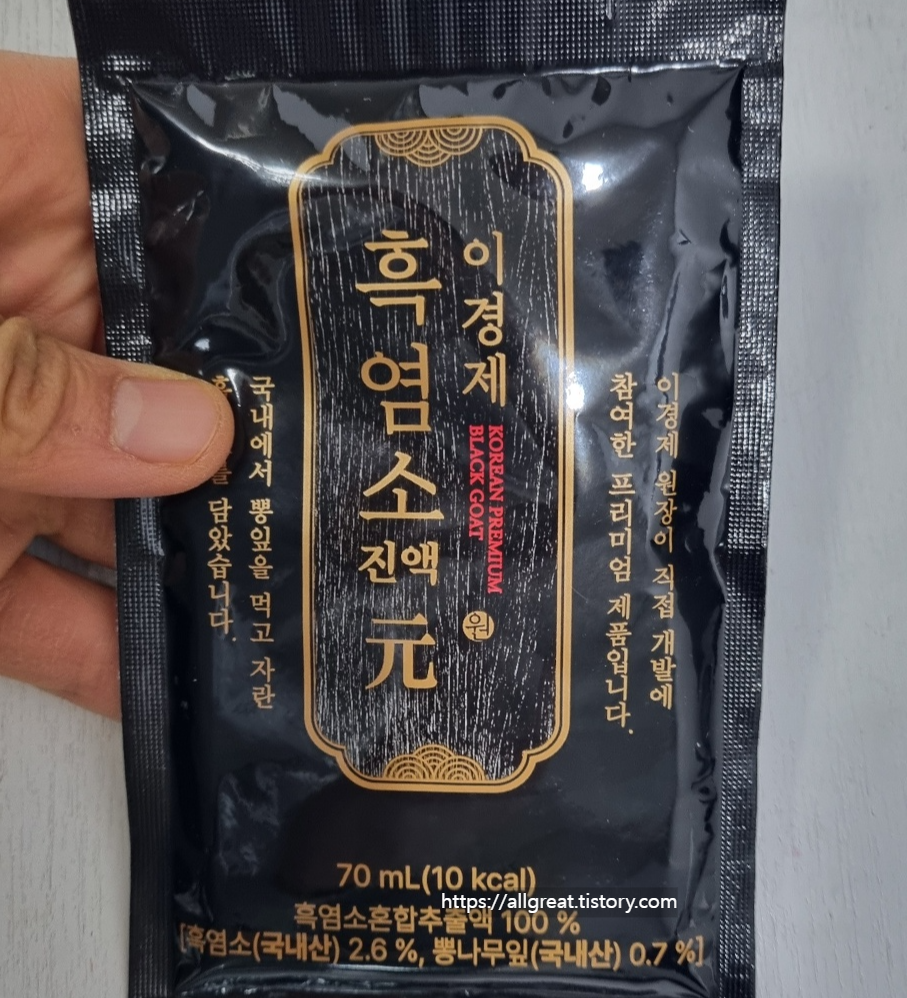 이경제
흑염소
진액
元
원
KOREAN PREMIUM
BLACK GOAT
이경제 원장이 직접 개발에
참여한 프리미엄 제품입니다.
국내에서 뽕잎을 먹고 자란
담았습니다.
70 mL(10 kcal)
https://allgreat.tistory.com
흑염소혼합추출액 100 %
[흑염소(국내산) 2.6 %, 뽕나무잎(국내산) 0.7 %]